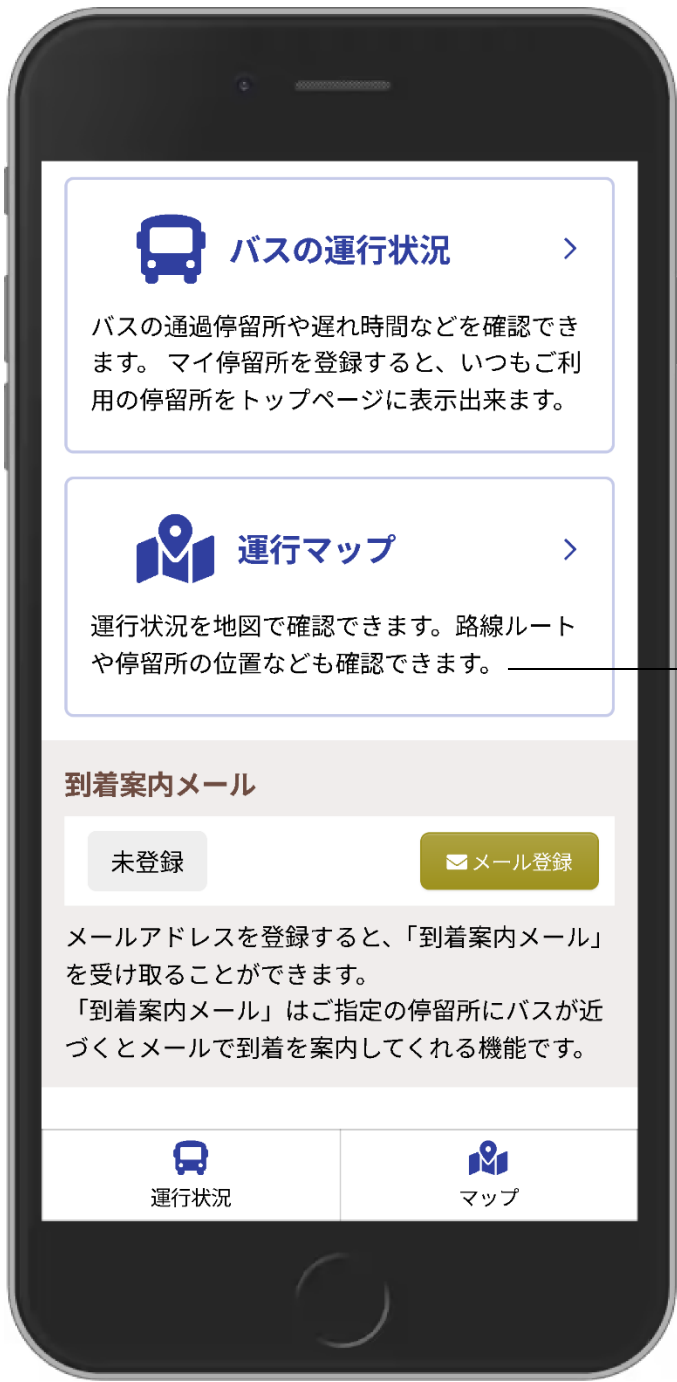 バスの運行状況
バスの通過停留所や遅れ時間などを確認でき
ます。 マイ停留所を登録すると、いつもご利
用の停留所をトップページに表示出来ます。
運行マップ
運行状況を地図で確認できます。路線ルート
や停留所の位置なども確認できます。
到着案内メール
未登録
メール登録
メールアドレスを登録すると、「到着案内メール」
を受け取ることができます。
「到着案内メール」はご指定の停留所にバスが近
づくとメールで到着を案内してくれる機能です。
運行状況
マップ